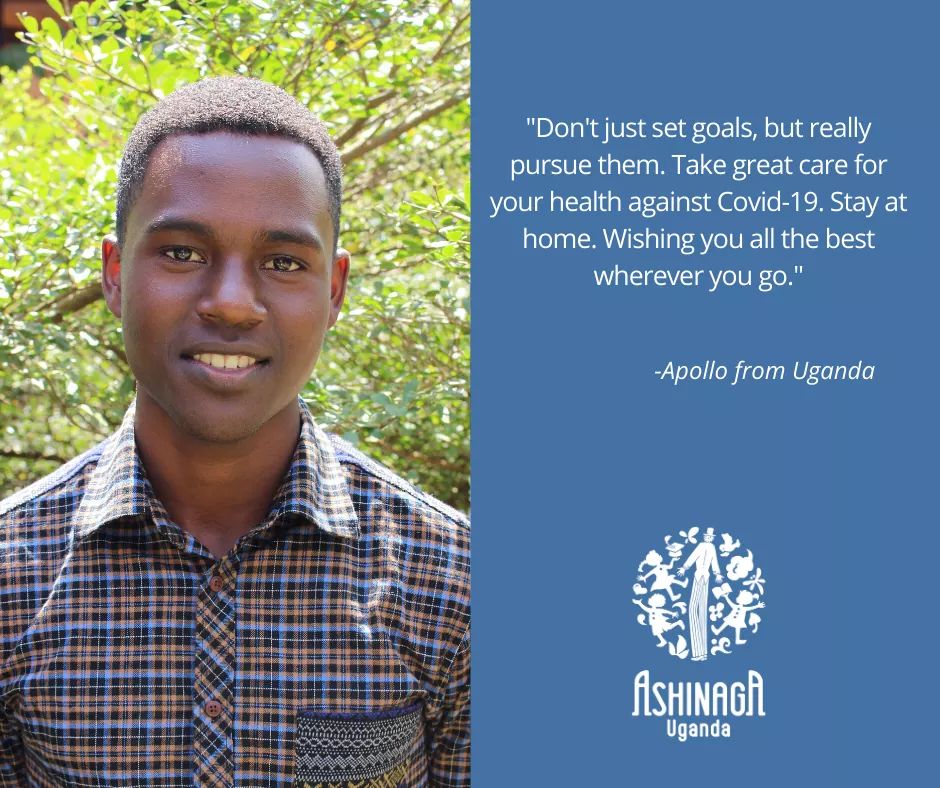 "Don't just set goals, but really
pursue them. Take great care for
your health against Covid-19. Stay at
home. Wishing you all the best
wherever you go."
-Apollo from Uganda
ASHINAGA
Uganda